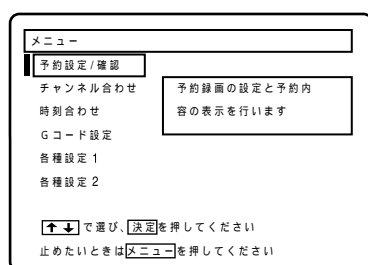 メニュー
予約設定/確認
チャンネル合わせ
予約録画の設定と予約内
時刻合わせ
容の表示を行います
Gコード設定
各種設定1
各種設定2
↑↓で選び、決定を押してください
止めたいときはメニューを押してください